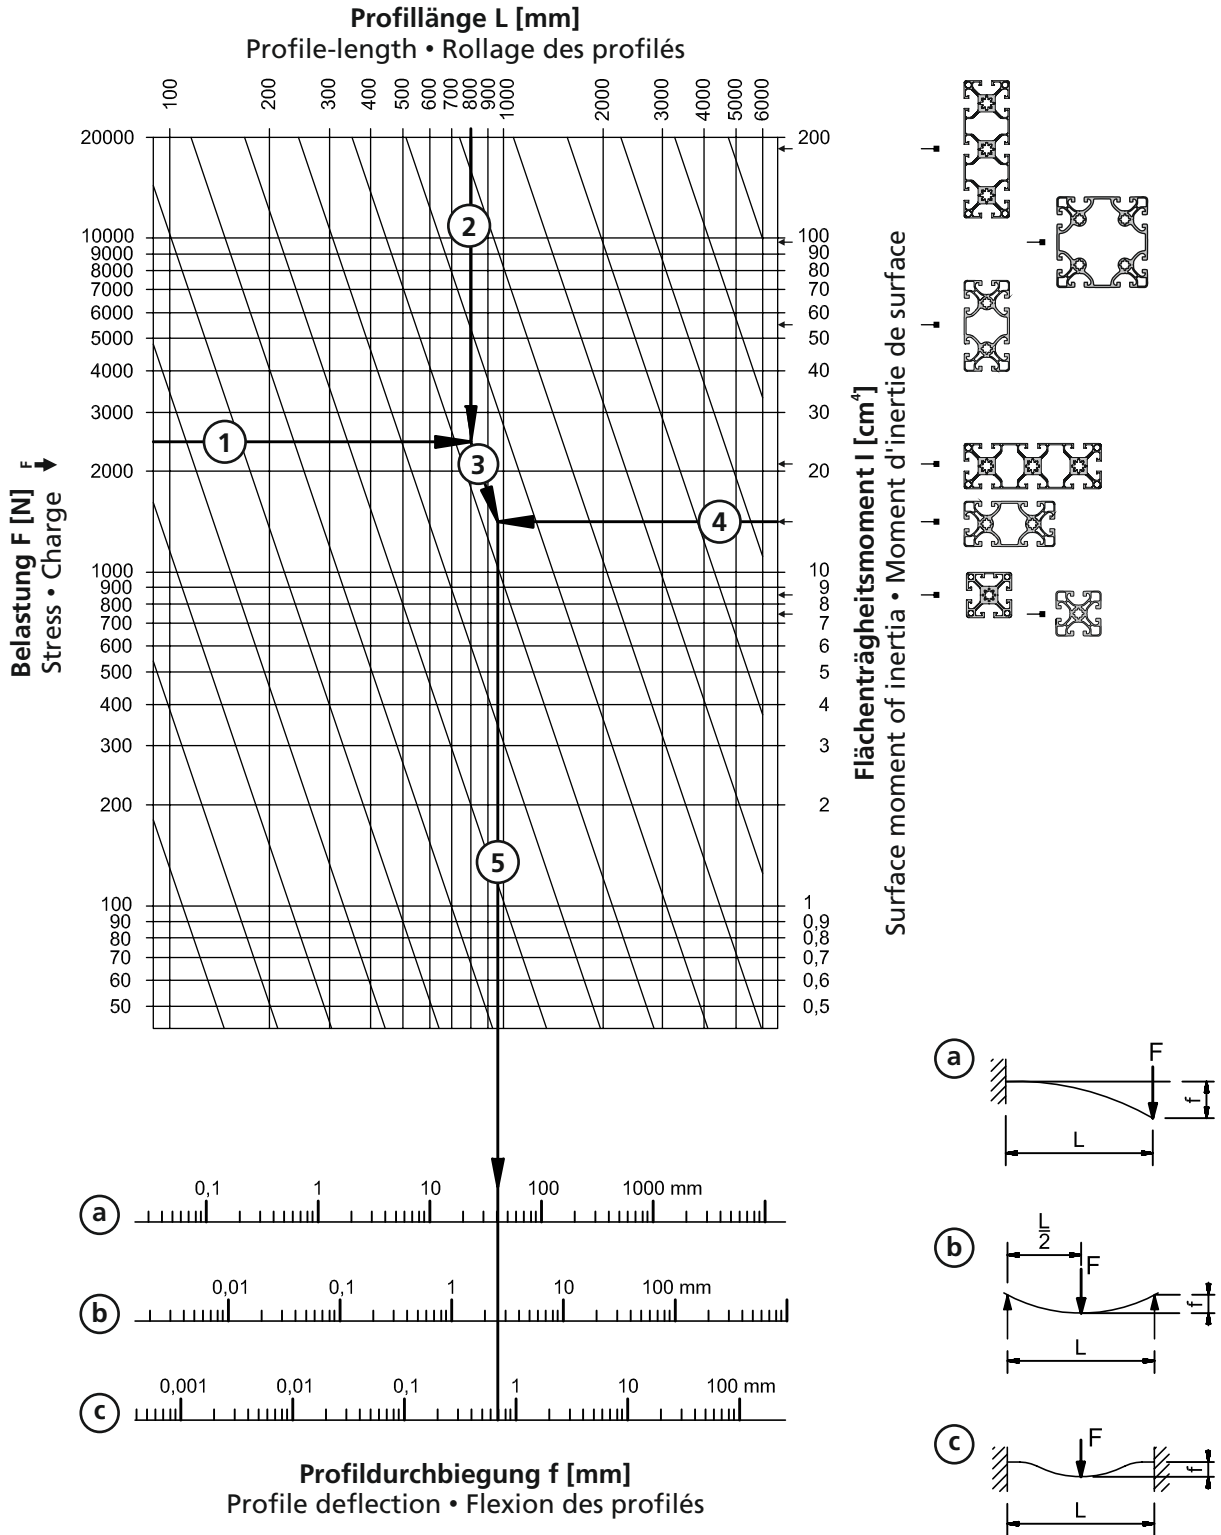 Profillänge L [mm]
Profile-length • Rollage des profilés
100 200 300 400 500 600 700 800 900 1000 2000 3000 4000 5000 6000
20000 200
10000 100
9000 90
8000 80
7000 70
6000 60
5000 50
4000 40
3000 30
2000 20
1000 10
900 9
800 8
700 7
600 6
500 5
400 4
300 3
200 2
100 1
90 0,9
80 0,8
70 0,7
60 0,6
50 0,5
1
2
3
4
5
Belastung F [N] F
Stress • Charge
Flächenträgheitsmoment I [cm⁴]
Surface moment of inertia • Moment d'inertie de surface
a 0,1 1 10 100 1000 mm
b 0,01 0,1 1 10 100 mm
c 0,001 0,01 0,1 1 10 100 mm
Profildurchbiegung f [mm]
Profile deflection • Flexion des profilés
a F
f
L
b L
2
F
f
L
c F
f
L